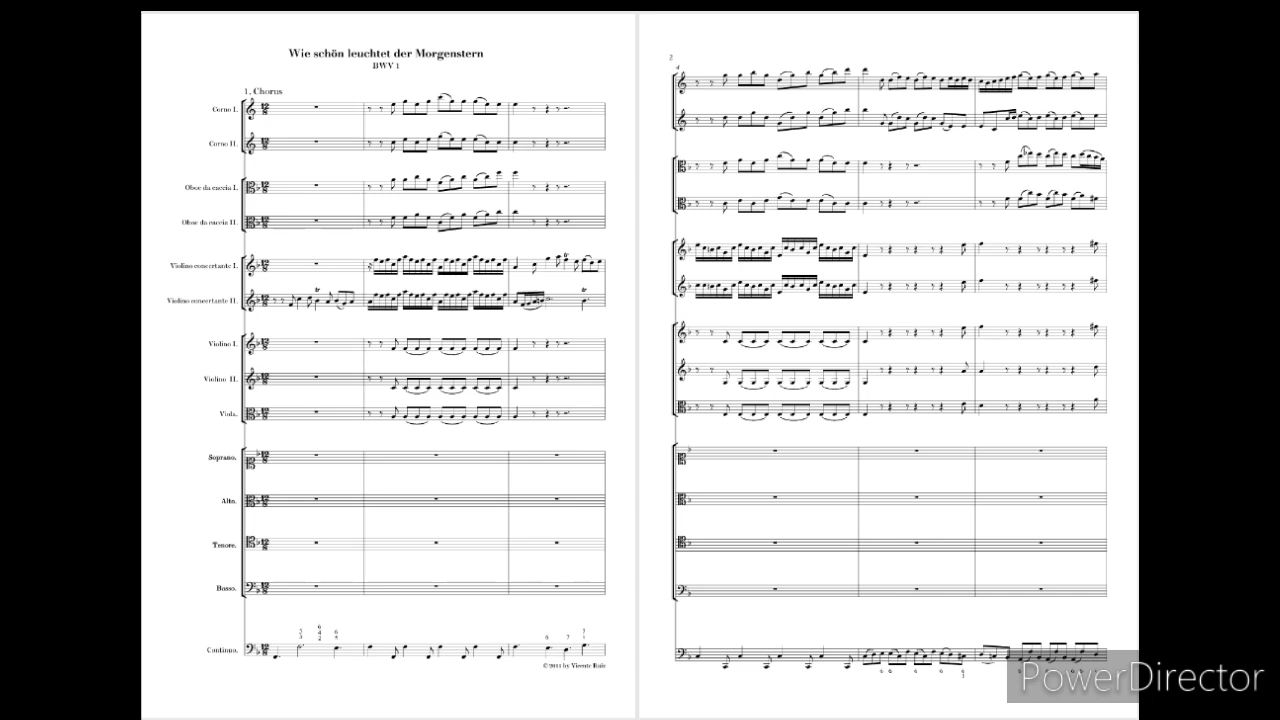 Wie schön leuchtet der Morgenstern
BWV 1
1. Chorus
Corno I.
Corno II.
Oboe da caccia I.
Oboe da caccia II.
Violino concertante I.
Violino concertante II.
Violino I.
Violino II.
Viola.
Soprano.
Alto.
Tenore.
Basso.
Continuo.
© 2011 by Vicente Ruiz
2
4
PowerDirector